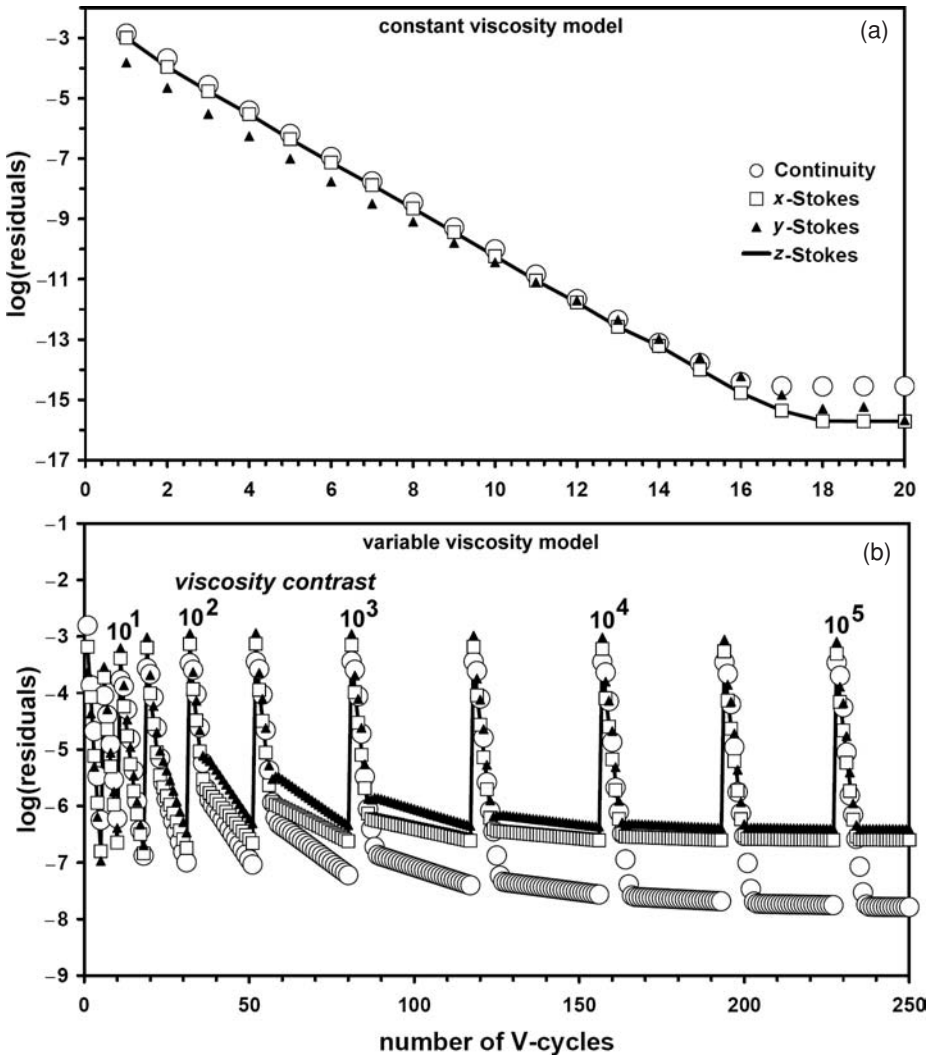 constant viscosity model
(a)
log(residuals)
−3
−5
−7
−9
−11
−13
−15
−17
Continuity
x-Stokes
y-Stokes
z-Stokes
0 2 4 6 8 10 12 14 16 18 20
variable viscosity model
(b)
viscosity contrast
10^1 10^2 10^3 10^4 10^5
log(residuals)
−1
−2
−3
−4
−5
−6
−7
−8
−9
0 50 100 150 200 250
number of V-cycles